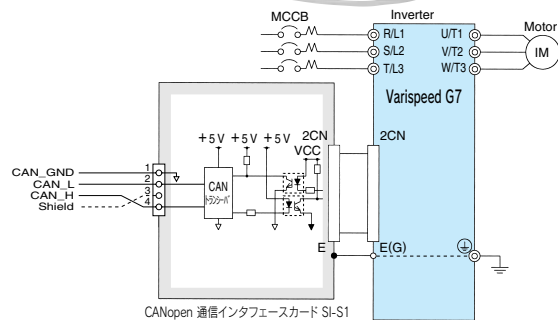 MCCB
Inverter
Motor
R/L1
U/T1
S/L2
V/T2
IM
T/L3
W/T3
Varispeed G7
+5V
+5V
+5V
2CN
2CN
VCC
CAN_GND
1
CAN_L
2
CAN
トランシーバ
CAN_H
3
Shield
4
E
E(G)
CANopen 通信インタフェースカード SI-S1